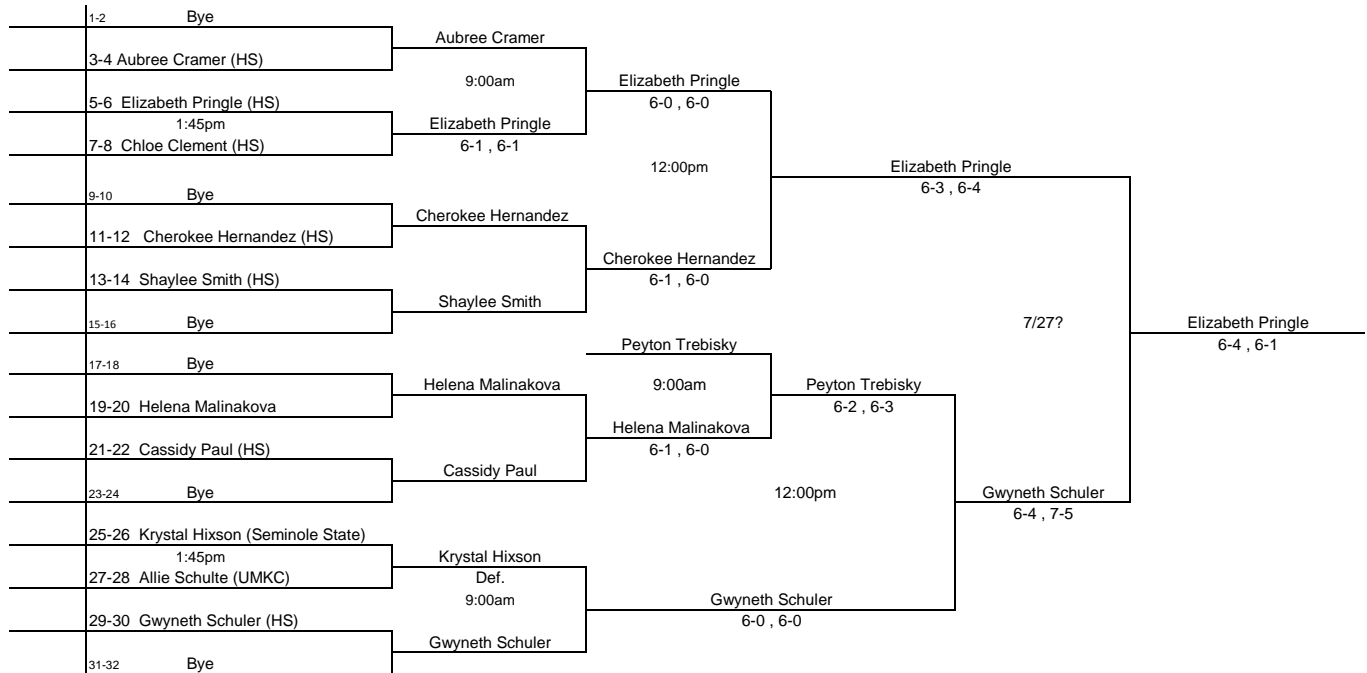 1-2 Bye
Aubree Cramer
3-4 Aubree Cramer (HS)
9:00am
Elizabeth Pringle
5-6 Elizabeth Pringle (HS)
6-0 , 6-0
1:45pm
Elizabeth Pringle
7-8 Chloe Clement (HS)
6-1 , 6-1
12:00pm
Elizabeth Pringle
6-3 , 6-4
9-10 Bye
Cherokee Hernandez
11-12 Cherokee Hernandez (HS)
Cherokee Hernandez
13-14 Shaylee Smith (HS)
6-1 , 6-0
Shaylee Smith
15-16 Bye
7/27?
Elizabeth Pringle
6-4 , 6-1
Peyton Trebisky
17-18 Bye
Helena Malinakova
9:00am
Peyton Trebisky
19-20 Helena Malinakova
6-2 , 6-3
Helena Malinakova
21-22 Cassidy Paul (HS)
6-1 , 6-0
Cassidy Paul
23-24 Bye
12:00pm
Gwyneth Schuler
6-4 , 7-5
25-26 Krystal Hixson (Seminole State)
1:45pm
Krystal Hixson
27-28 Allie Schulte (UMKC)
Def.
9:00am
Gwyneth Schuler
29-30 Gwyneth Schuler (HS)
6-0 , 6-0
Gwyneth Schuler
31-32 Bye